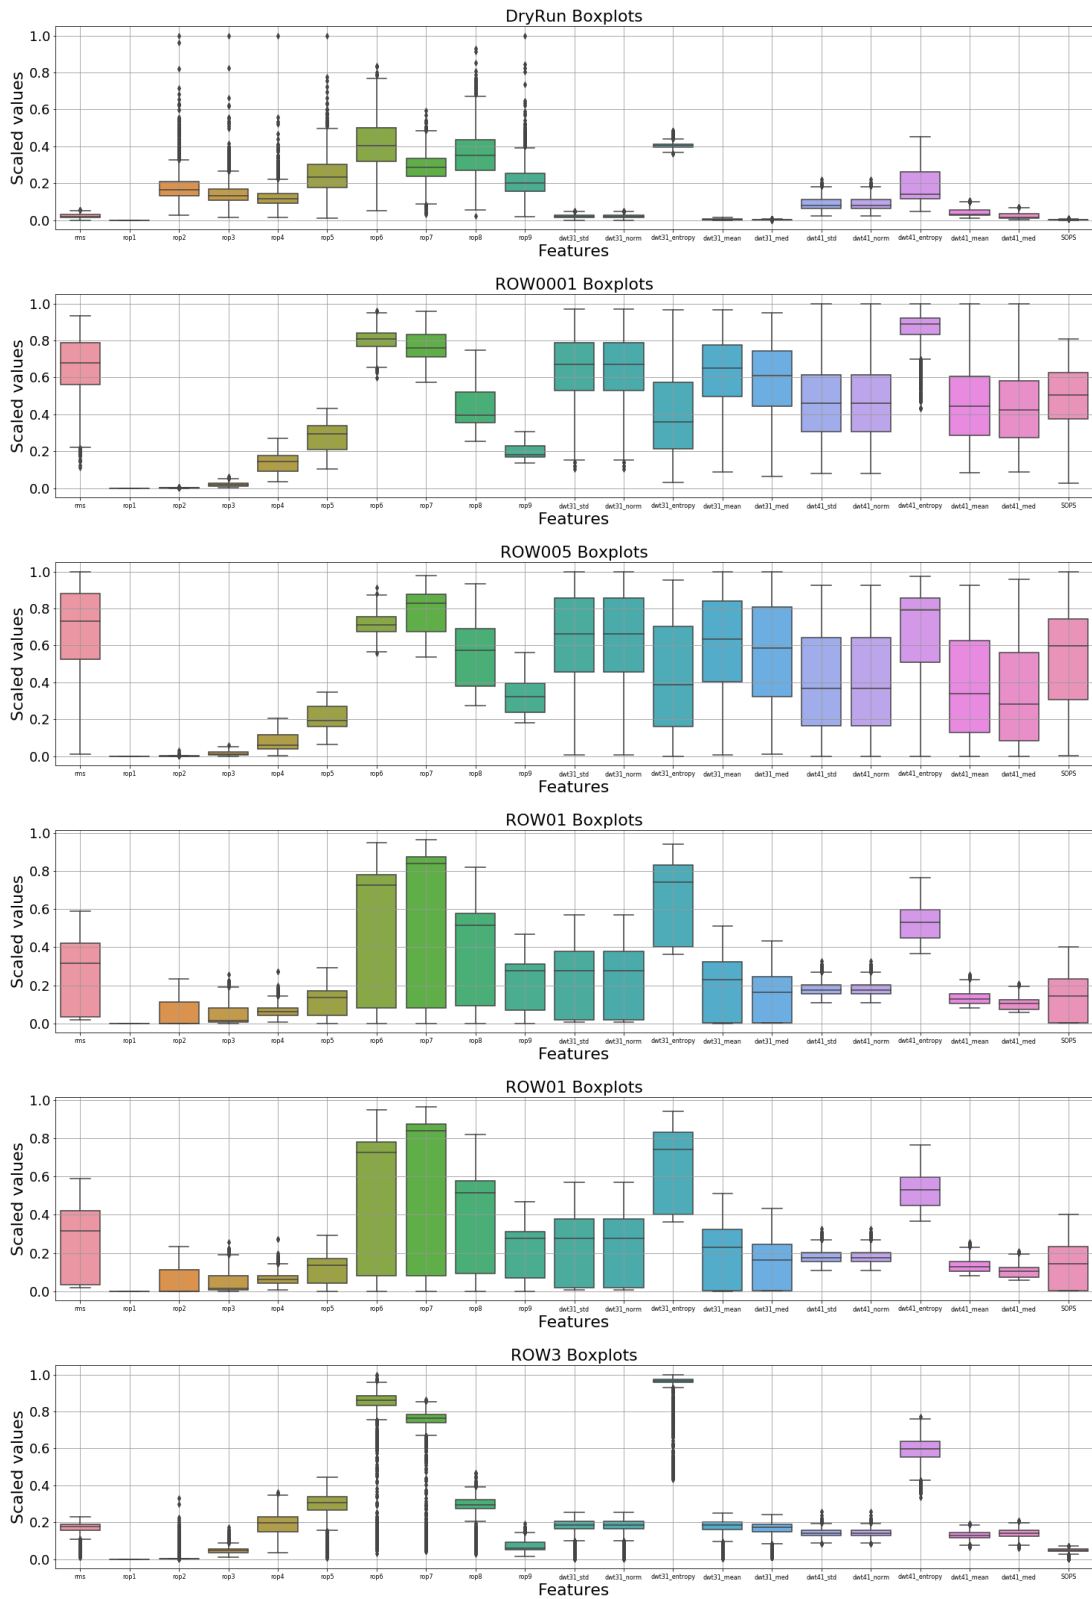 DryRun Boxplots
1.0
0.8
0.6
0.4
0.2
0.0
Scaled values
rms rop1 rop2 rop3 rop4 rop5 rop6 rop7 rop8 rop9 dwt31_std dwt31_norm dwt31_entropy dwt31_mean dwt31_med dwt41_std dwt41_norm dwt41_entropy dwt41_mean dwt41_med SOPS
Features
ROW0001 Boxplots
1.0
0.8
0.6
0.4
0.2
0.0
Scaled values
rms rop1 rop2 rop3 rop4 rop5 rop6 rop7 rop8 rop9 dwt31_std dwt31_norm dwt31_entropy dwt31_mean dwt31_med dwt41_std dwt41_norm dwt41_entropy dwt41_mean dwt41_med SOPS
Features
ROW005 Boxplots
1.0
0.8
0.6
0.4
0.2
0.0
Scaled values
rms rop1 rop2 rop3 rop4 rop5 rop6 rop7 rop8 rop9 dwt31_std dwt31_norm dwt31_entropy dwt31_mean dwt31_med dwt41_std dwt41_norm dwt41_entropy dwt41_mean dwt41_med SOPS
Features
ROW01 Boxplots
1.0
0.8
0.6
0.4
0.2
0.0
Scaled values
rms rop1 rop2 rop3 rop4 rop5 rop6 rop7 rop8 rop9 dwt31_std dwt31_norm dwt31_entropy dwt31_mean dwt31_med dwt41_std dwt41_norm dwt41_entropy dwt41_mean dwt41_med SOPS
Features
ROW01 Boxplots
1.0
0.8
0.6
0.4
0.2
0.0
Scaled values
rms rop1 rop2 rop3 rop4 rop5 rop6 rop7 rop8 rop9 dwt31_std dwt31_norm dwt31_entropy dwt31_mean dwt31_med dwt41_std dwt41_norm dwt41_entropy dwt41_mean dwt41_med SOPS
Features
ROW3 Boxplots
1.0
0.8
0.6
0.4
0.2
0.0
Scaled values
rms rop1 rop2 rop3 rop4 rop5 rop6 rop7 rop8 rop9 dwt31_std dwt31_norm dwt31_entropy dwt31_mean dwt31_med dwt41_std dwt41_norm dwt41_entropy dwt41_mean dwt41_med SOPS
Features